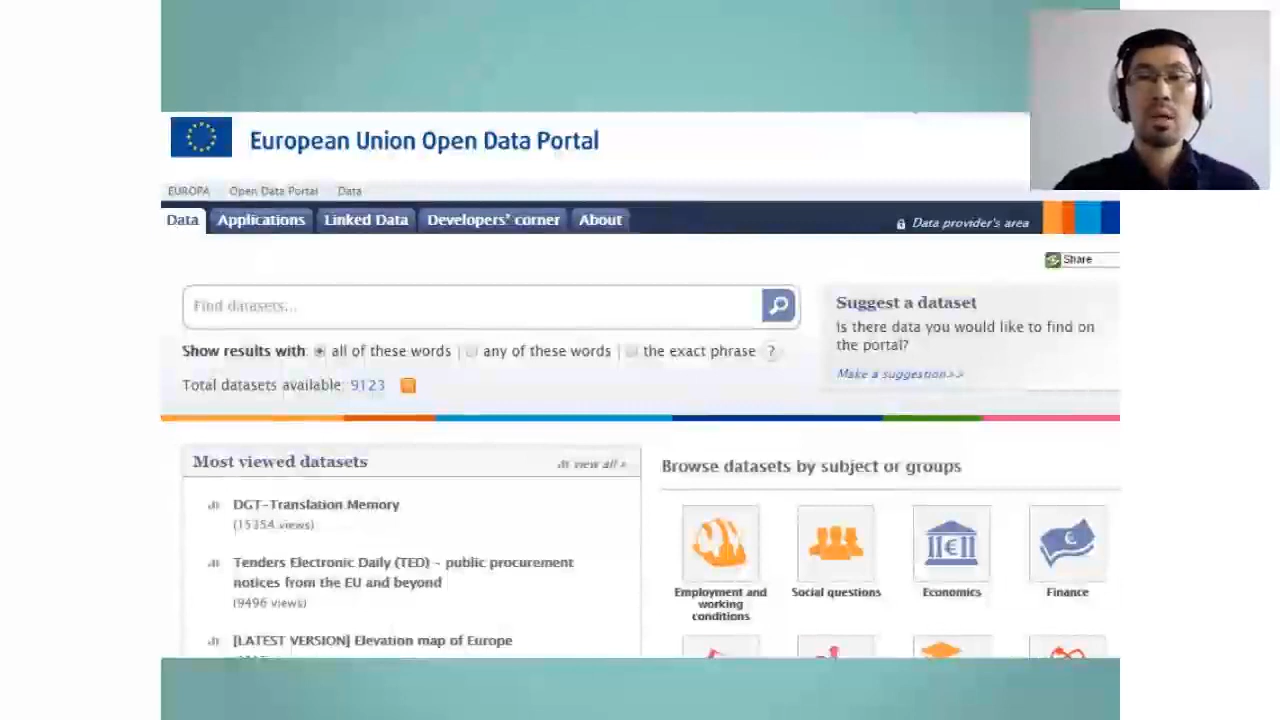 European Union Open Data Portal
EUROPA Open Data Portal Data
Data Applications Linked Data Developers' corner About
Data provider's area
Share
Find datasets...
Show results with all of these words any of these words the exact phrase ?
Total datasets available: 9123
Suggest a dataset
Is there data you would like to find on
the portal?
Make a suggestion>>
Most viewed datasets
view all »
DGT-Translation Memory
(15354 views)
Tenders Electronic Daily (TED) - public procurement
notices from the EU and beyond
(9496 views)
[LATEST VERSION] Elevation map of Europe
Browse datasets by subject or groups
Employment and
working
conditions
Social questions
Economics
Finance